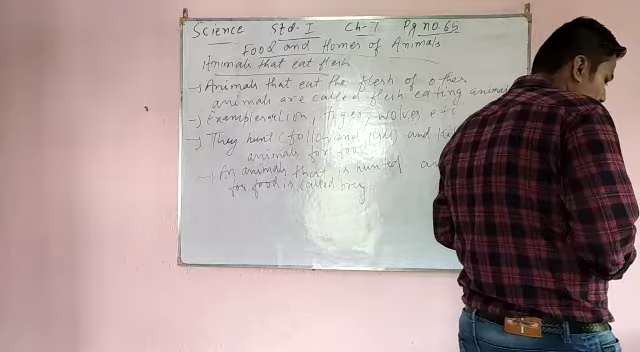 Science Std-I Ch-7 Pg no.65
Food and Homes of Animals
Animals that eat flesh
→ Animals that eat the flesh of other
animals are called flesh eating animal
→ Examples → Lion, Tiger, wolves etc
→ They hunt (follow and kill) and
animals for food
→ An animals that is hunted
for food is called prey.